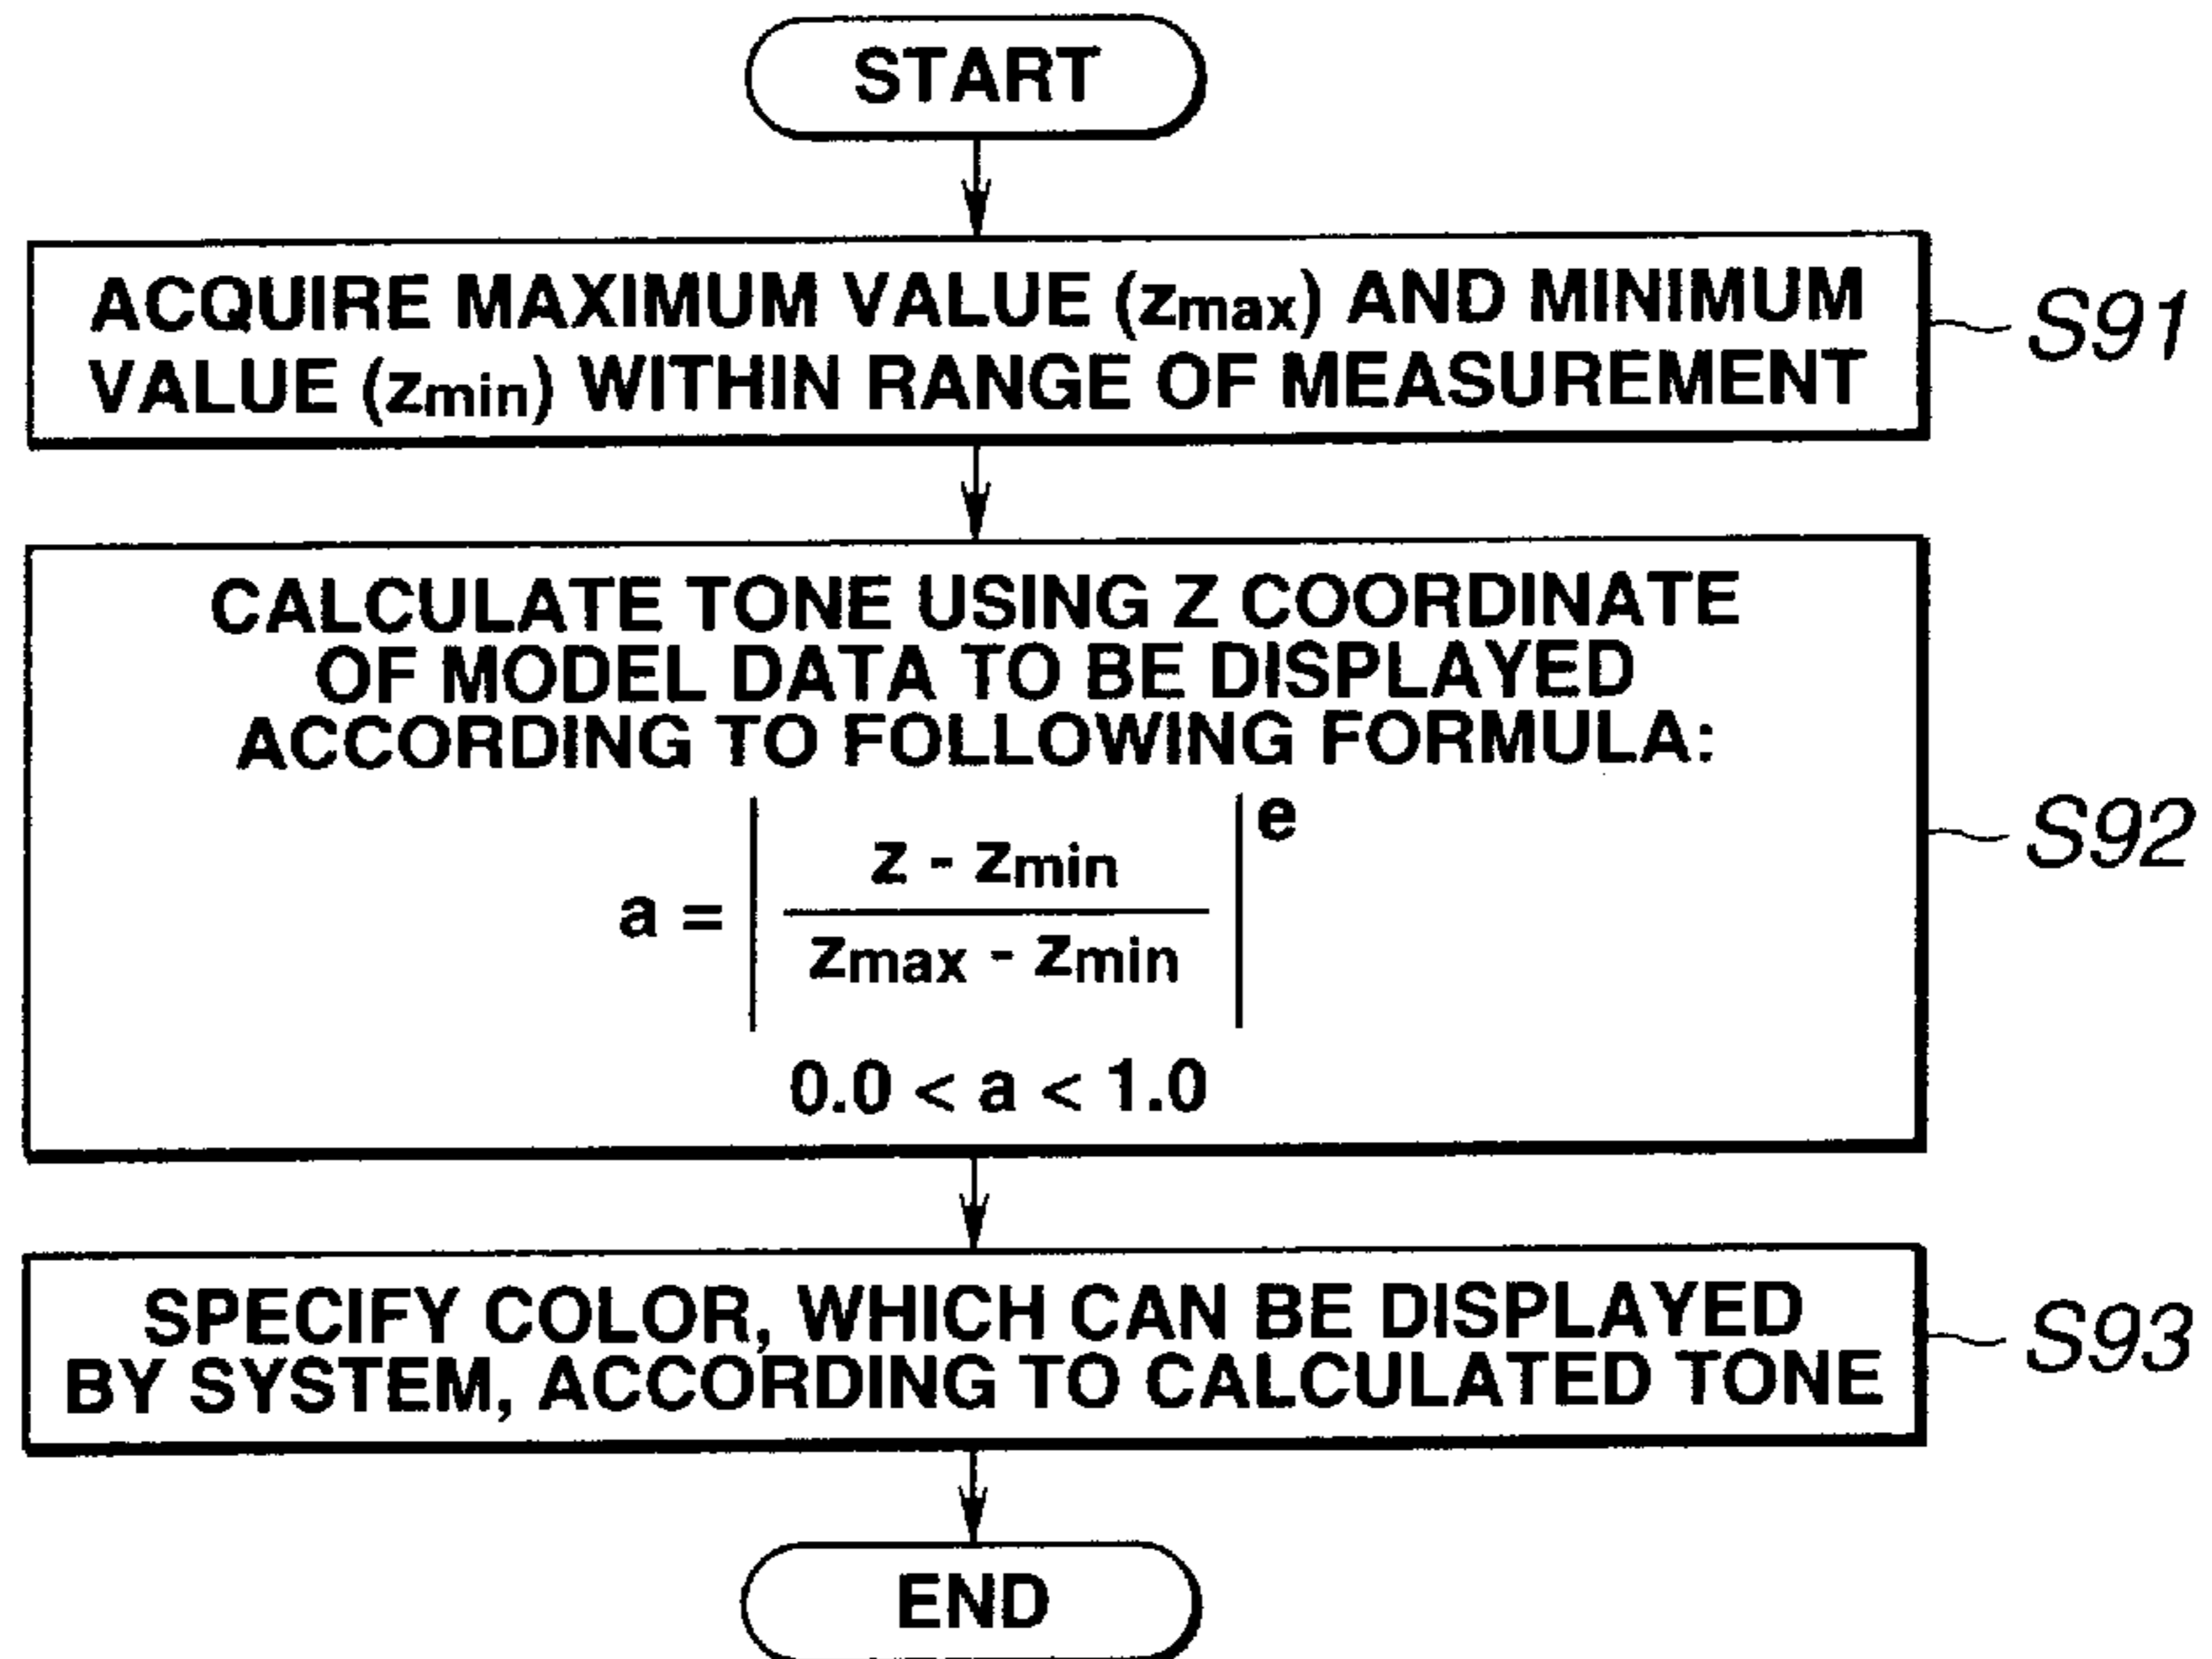 START
ACQUIRE MAXIMUM VALUE (zmax) AND MINIMUM
VALUE (zmin) WITHIN RANGE OF MEASUREMENT
S91
CALCULATE TONE USING Z COORDINATE
OF MODEL DATA TO BE DISPLAYED
ACCORDING TO FOLLOWING FORMULA:
a = | (z - zmin) / (zmax - zmin) |^e
0.0 < a < 1.0
S92
SPECIFY COLOR, WHICH CAN BE DISPLAYED
BY SYSTEM, ACCORDING TO CALCULATED TONE
S93
END